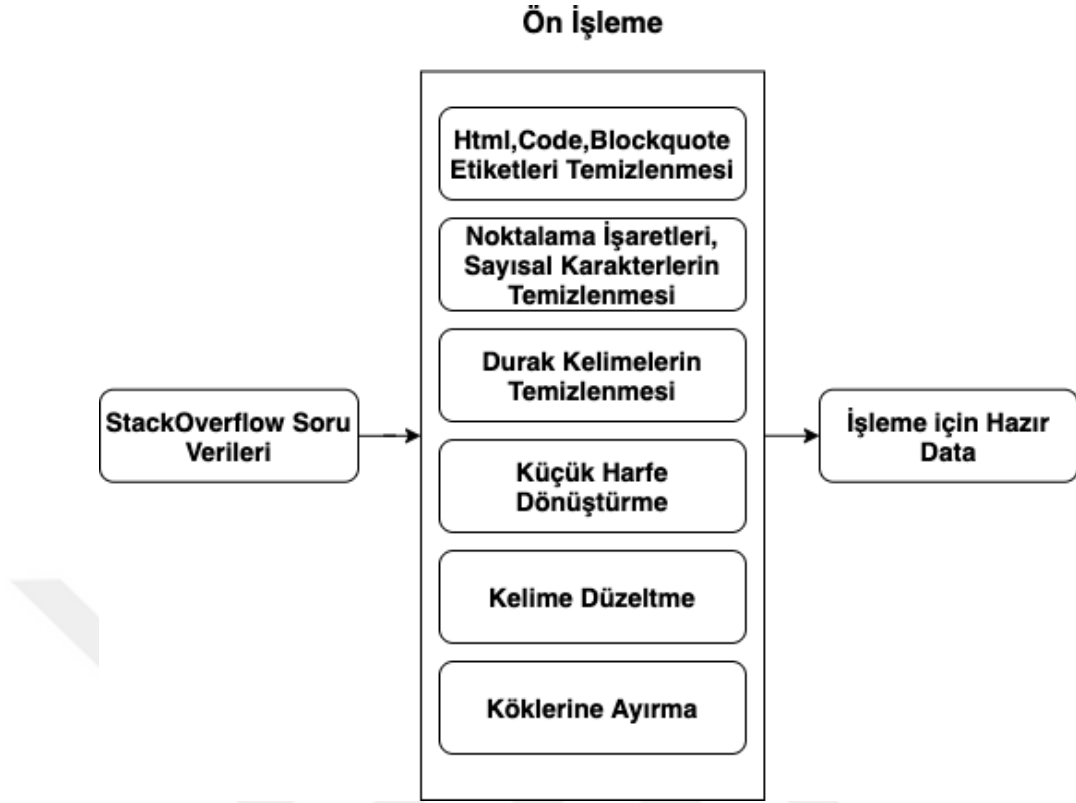 Ön İşleme
Html,Code,Blockquote
Etiketleri Temizlenmesi
Noktalama İşaretleri,
Sayısal Karakterlerin
Temizlenmesi
Durak Kelimelerin
Temizlenmesi
StackOverflow Soru
Verileri
Küçük Harfe
Dönüştürme
Kelime Düzeltme
Köklerine Ayırma
İşleme için Hazır
Data